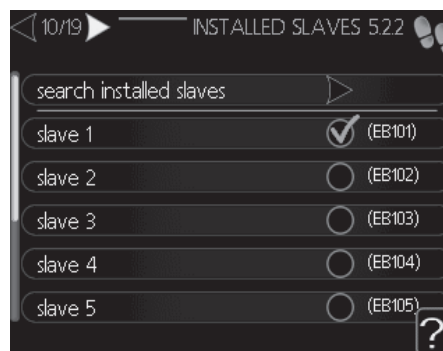 10/19 INSTALLED SLAVES 5.2.2
search installed slaves
slave 1 (EB101)
slave 2 (EB102)
slave 3 (EB103)
slave 4 (EB104)
slave 5 (EB105)
?